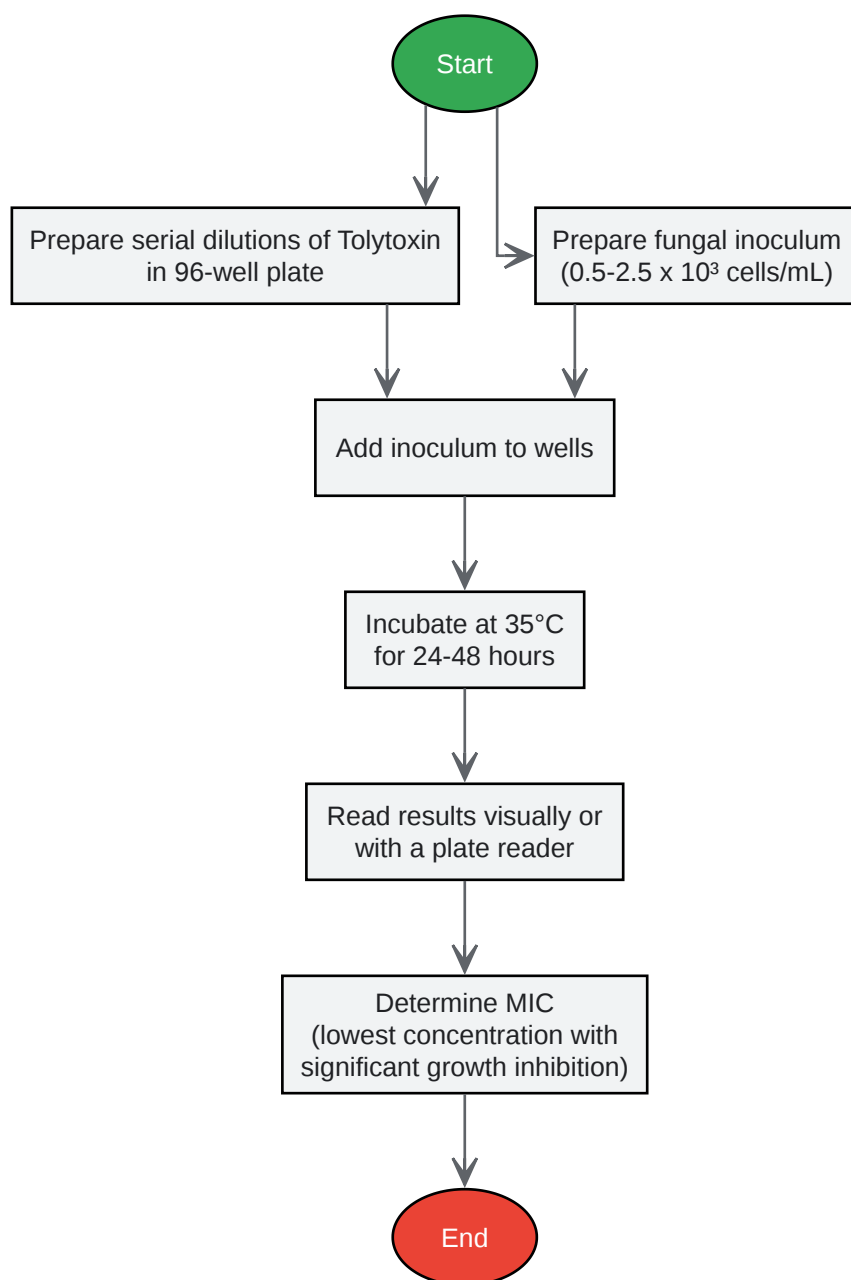 Start
Prepare serial dilutions of Tolytoxin
in 96-well plate
Prepare fungal inoculum
(0.5-2.5 x 10³ cells/mL)
Add inoculum to wells
Incubate at 35°C
for 24-48 hours
Read results visually or
with a plate reader
Determine MIC
(lowest concentration with
significant growth inhibition)
End